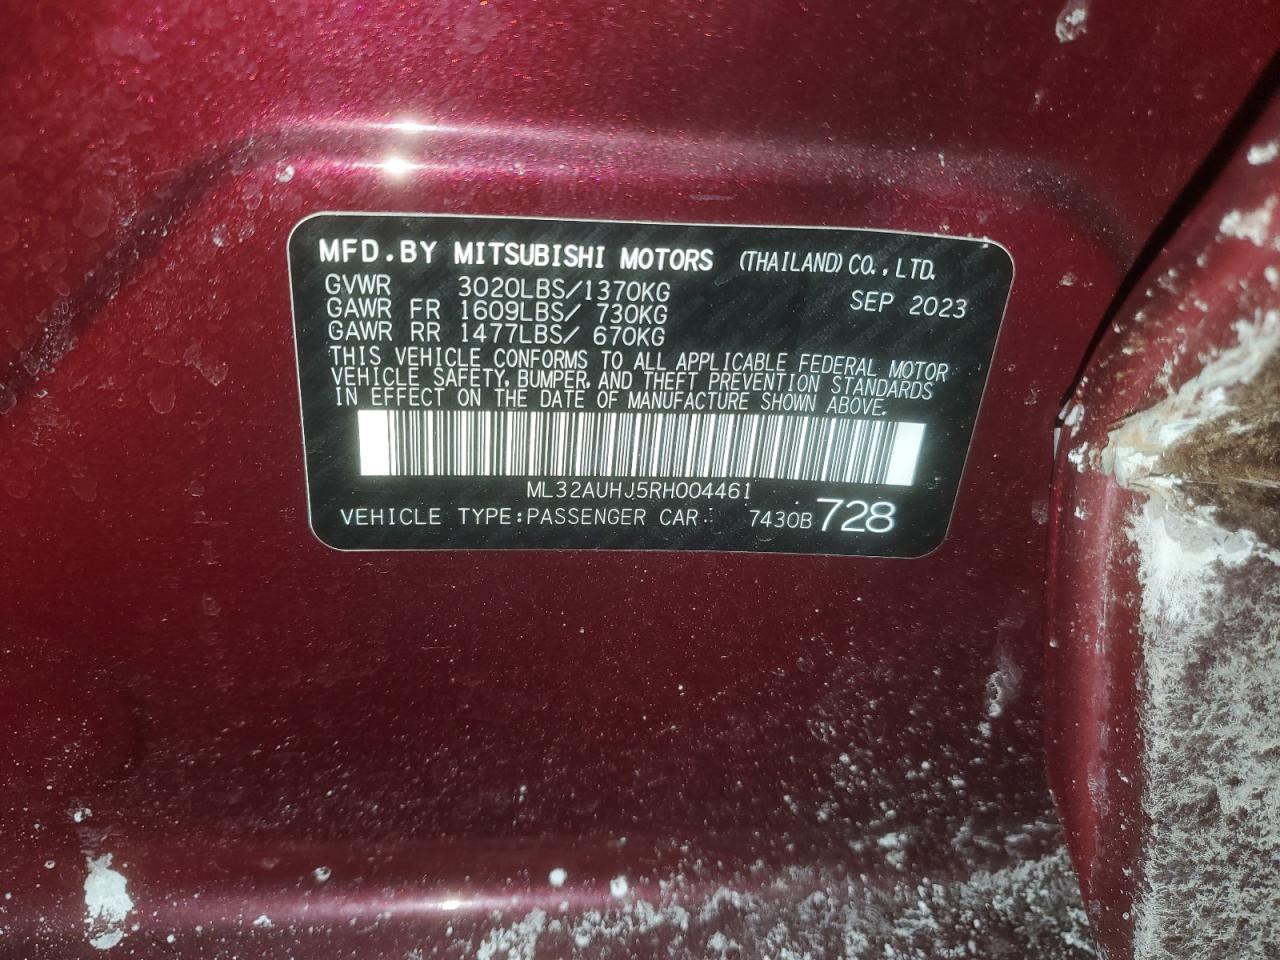 MFD.BY MITSUBISHI MOTORS (THAILAND) CO., LTD.
GVWR 3020LBS/1370KG SEP 2023
GAWR FR 1609LBS/ 730KG
GAWR RR 1477LBS/ 670KG
THIS VEHICLE CONFORMS TO ALL APPLICABLE FEDERAL MOTOR
VEHICLE SAFETY, BUMPER, AND THEFT PREVENTION STANDARDS
IN EFFECT ON THE DATE OF MANUFACTURE SHOWN ABOVE.
ML32AUHJ5RH004461
VEHICLE TYPE:PASSENGER CAR 7430B 728